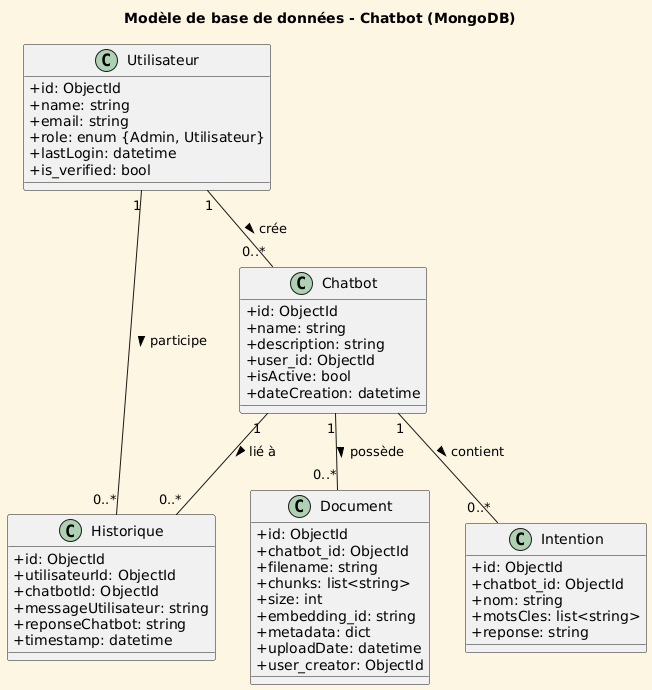 Modèle de base de données - Chatbot (MongoDB)
C Utilisateur
+id: ObjectId
+name: string
+email: string
+role: enum {Admin, Utilisateur}
+lastLogin: datetime
+is_verified: bool
1
1
crée
0..*
C Chatbot
+id: ObjectId
+name: string
+description: string
+user_id: ObjectId
+isActive: bool
+dateCreation: datetime
participe
1
1
1
lié à
possède
contient
0..*
0..*
0..*
0..*
C Historique
+id: ObjectId
+utilisateurId: ObjectId
+chatbotId: ObjectId
+messageUtilisateur: string
+reponseChatbot: string
+timestamp: datetime
C Document
+id: ObjectId
+chatbot_id: ObjectId
+filename: string
+chunks: list<string>
+size: int
+embedding_id: string
+metadata: dict
+uploadDate: datetime
+user_creator: ObjectId
C Intention
+id: ObjectId
+chatbot_id: ObjectId
+nom: string
+motsCles: list<string>
+reponse: string